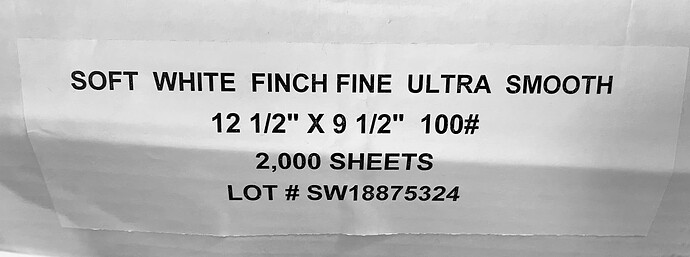 SOFT WHITE FINCH FINE ULTRA SMOOTH
12 1/2" X 9 1/2" 100#
2,000 SHEETS
LOT # SW18875324